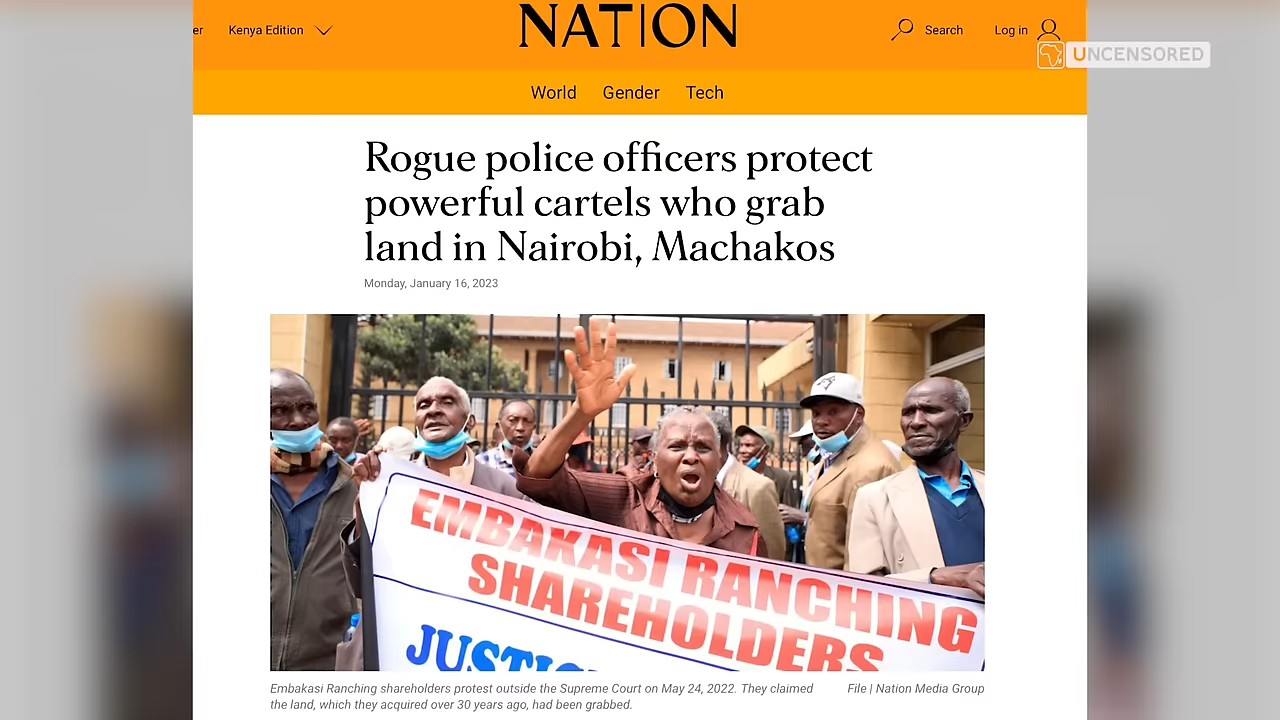 er Kenya Edition NATION Search Log in
UNCENSORED
World Gender Tech
Rogue police officers protect
powerful cartels who grab
land in Nairobi, Machakos
Monday, January 16, 2023
EMBAKASI RANCHING
SHAREHOLDERS
Embakasi Ranching shareholders protest outside the Supreme Court on May 24, 2022. They claimed
the land, which they acquired over 30 years ago, had been grabbed.
File | Nation Media Group